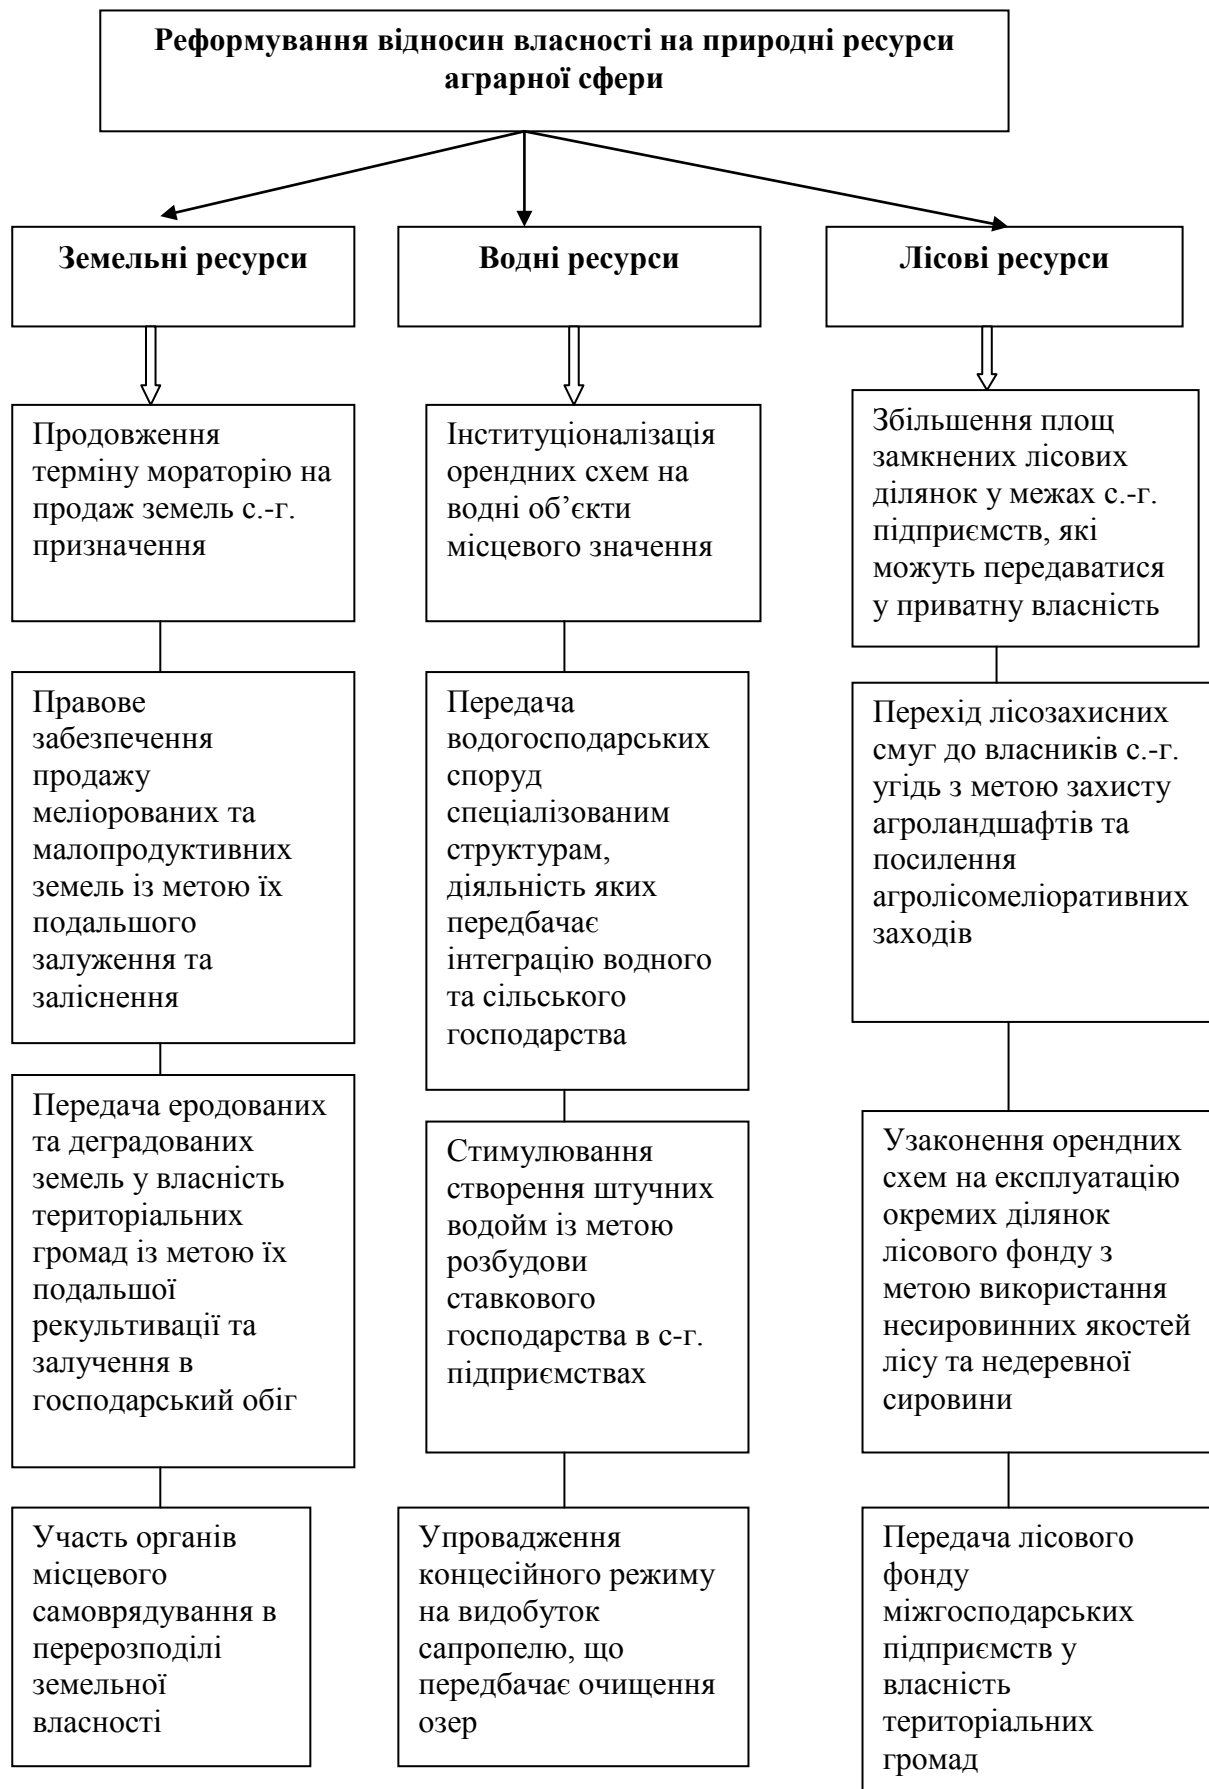 Реформування відносин власності на природні ресурси
аграрної сфери
Земельні ресурси
Водні ресурси
Лісові ресурси
Продовження
терміну мораторію на
продаж земель с.-г.
призначення
Правове
забезпечення
продажу
меліорованих та
малопродуктивних
земель із метою їх
подальшого
залуження та
заліснення
Передача еродованих
та деградованих
земель у власність
територіальних
громад із метою їх
подальшої
рекультивації та
залучення в
господарський обіг
Участь органів
місцевого
самоврядування в
перерозподілі
земельної
власності
Інституціоналізація
орендних схем на
водні об’єкти
місцевого значення
Передача
водогосподарських
споруд
спеціалізованим
структурам,
діяльність яких
передбачає
інтеграцію водного
та сільського
господарства
Стимулювання
створення штучних
водойм із метою
розбудови
ставкового
господарства в с-г.
підприємствах
Упровадження
концесійного режиму
на видобуток
сапропелю, що
передбачає очищення
озер
Збільшення площ
замкнених лісових
ділянок у межах с.-г.
підприємств, які
можуть передаватися
у приватну власність
Перехід лісозахисних
смуг до власників с.-г.
угідь з метою захисту
агроландшафтів та
посилення
агролісомеліоративних
заходів
Узаконення орендних
схем на експлуатацію
окремих ділянок
лісового фонду з
метою використання
несировинних якостей
лісу та недеревної
сировини
Передача лісового
фонду
міжгосподарських
підприємств у
власність
територіальних
громад